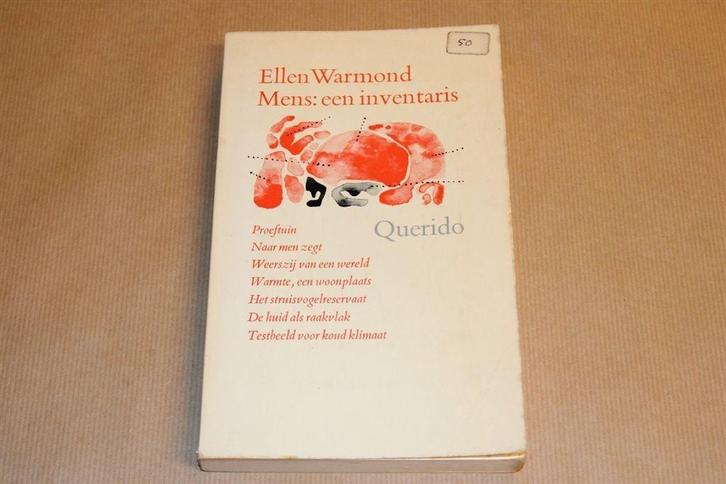 50
Ellen Warmond
Mens: een inventaris
Querido
Proeftuin
Naar men zegt
Weerszij van een wereld
Warmte, een woonplaats
Het struisvogelreservaat
De huid als raakvlak
Testbeeld voor koud klimaat